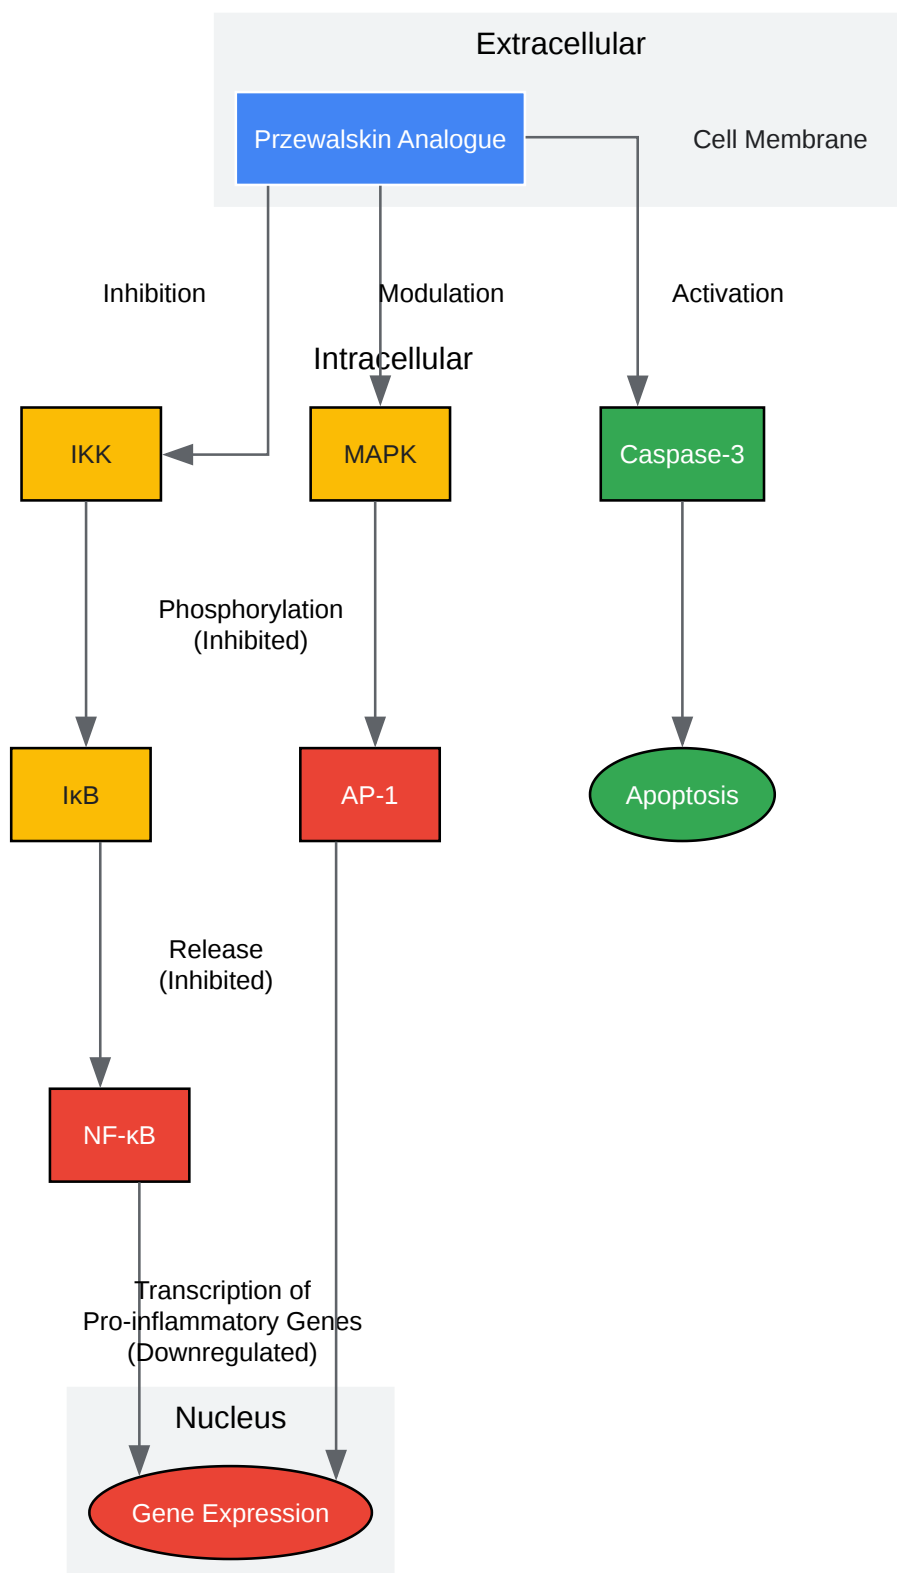 Extracellular
Przewalskin Analogue
Cell Membrane
Inhibition
Modulation
Activation
Intracellular
IKK
MAPK
Caspase-3
Phosphorylation
(Inhibited)
IκB
AP-1
Apoptosis
Release
(Inhibited)
NF-κB
Transcription of
Pro-inflammatory Genes
(Downregulated)
Nucleus
Gene Expression